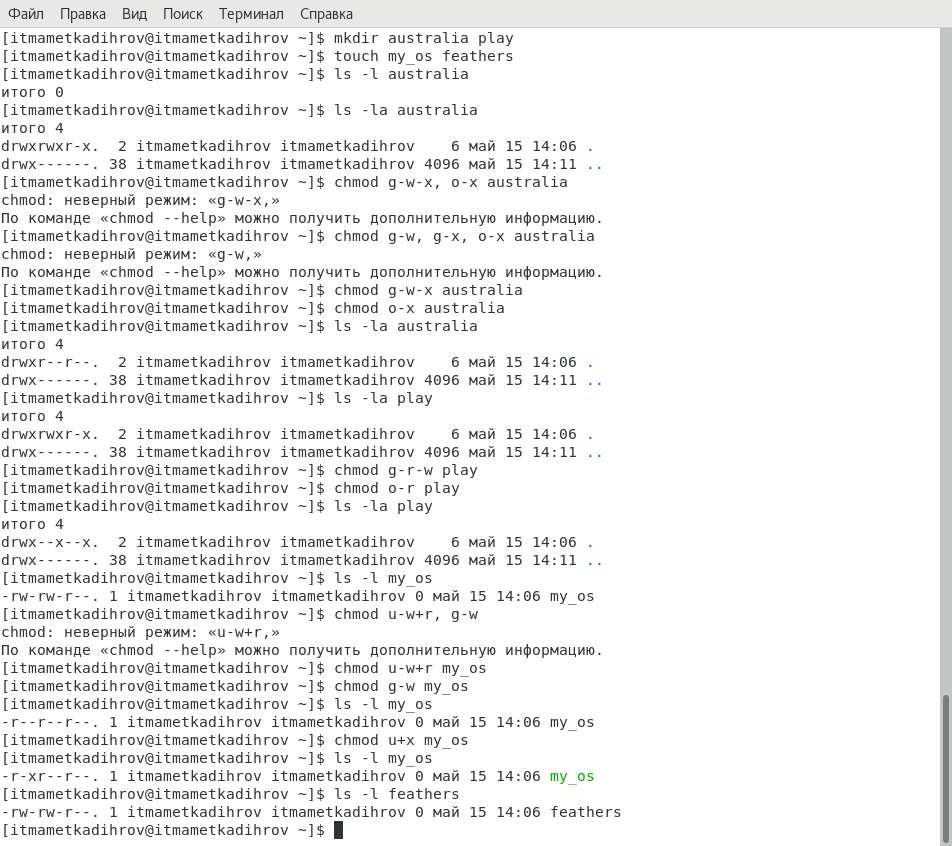 Файл Правка Вид Поиск Терминал Справка
[itmametkadihrov@itmametkadihrov ~]$ mkdir australia play
[itmametkadihrov@itmametkadihrov ~]$ touch my_os feathers
[itmametkadihrov@itmametkadihrov ~]$ ls -l australia
итого 0
[itmametkadihrov@itmametkadihrov ~]$ ls -la australia
итого 4
drwxrwxr-x.  2 itmametkadihrov itmametkadihrov    6 май 15 14:06 .
drwx------. 38 itmametkadihrov itmametkadihrov 4096 май 15 14:11 ..
[itmametkadihrov@itmametkadihrov ~]$ chmod g-w-x, o-x australia
chmod: неверный режим: «g-w-x,»
По команде «chmod --help» можно получить дополнительную информацию.
[itmametkadihrov@itmametkadihrov ~]$ chmod g-w, g-x, o-x australia
chmod: неверный режим: «g-w,»
По команде «chmod --help» можно получить дополнительную информацию.
[itmametkadihrov@itmametkadihrov ~]$ chmod g-w-x australia
[itmametkadihrov@itmametkadihrov ~]$ chmod o-x australia
[itmametkadihrov@itmametkadihrov ~]$ ls -la australia
итого 4
drwxr--r--.  2 itmametkadihrov itmametkadihrov    6 май 15 14:06 .
drwx------. 38 itmametkadihrov itmametkadihrov 4096 май 15 14:11 ..
[itmametkadihrov@itmametkadihrov ~]$ ls -la play
итого 4
drwxrwxr-x.  2 itmametkadihrov itmametkadihrov    6 май 15 14:06 .
drwx------. 38 itmametkadihrov itmametkadihrov 4096 май 15 14:11 ..
[itmametkadihrov@itmametkadihrov ~]$ chmod g-r-w play
[itmametkadihrov@itmametkadihrov ~]$ chmod o-r play
[itmametkadihrov@itmametkadihrov ~]$ ls -la play
итого 4
drwx--x--x.  2 itmametkadihrov itmametkadihrov    6 май 15 14:06 .
drwx------. 38 itmametkadihrov itmametkadihrov 4096 май 15 14:11 ..
[itmametkadihrov@itmametkadihrov ~]$ ls -l my_os
-rw-rw-r--. 1 itmametkadihrov itmametkadihrov 0 май 15 14:06 my_os
[itmametkadihrov@itmametkadihrov ~]$ chmod u-w+r, g-w
chmod: неверный режим: «u-w+r,»
По команде «chmod --help» можно получить дополнительную информацию.
[itmametkadihrov@itmametkadihrov ~]$ chmod u-w+r my_os
[itmametkadihrov@itmametkadihrov ~]$ chmod g-w my_os
[itmametkadihrov@itmametkadihrov ~]$ ls -l my_os
-r--r--r--. 1 itmametkadihrov itmametkadihrov 0 май 15 14:06 my_os
[itmametkadihrov@itmametkadihrov ~]$ chmod u+x my_os
[itmametkadihrov@itmametkadihrov ~]$ ls -l my_os
-r-xr--r--. 1 itmametkadihrov itmametkadihrov 0 май 15 14:06 my_os
[itmametkadihrov@itmametkadihrov ~]$ ls -l feathers
-rw-rw-r--. 1 itmametkadihrov itmametkadihrov 0 май 15 14:06 feathers
[itmametkadihrov@itmametkadihrov ~]$